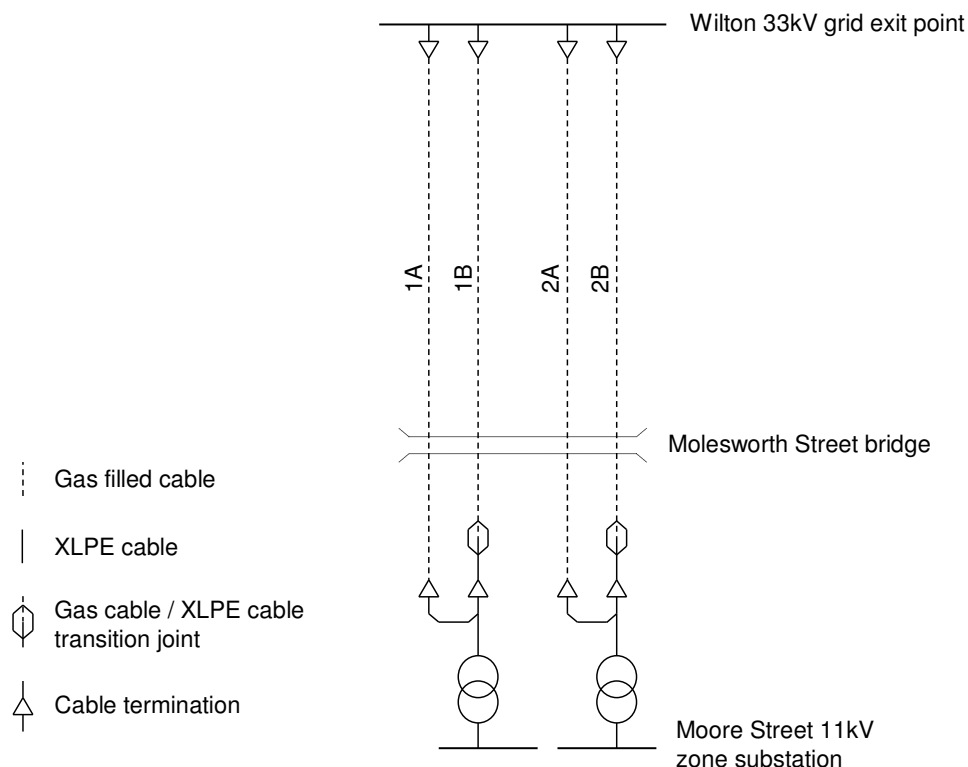 Wilton 33kV grid exit point
1A
1B
2A
2B
Molesworth Street bridge
Gas filled cable
XLPE cable
Gas cable / XLPE cable
transition joint
Cable termination
Moore Street 11kV
zone substation